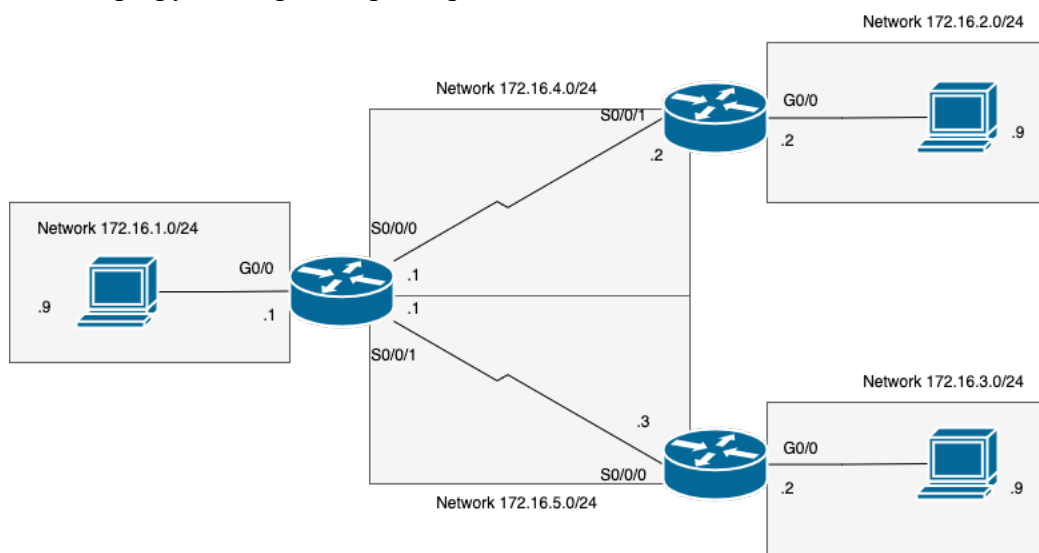 Network 172.16.2.0/24
G0/0
.2
.9
Network 172.16.4.0/24
S0/0/1
.2
S0/0/0
.1
Network 172.16.1.0/24
G0/0
.9
.1
.1
S0/0/1
Network 172.16.3.0/24
.3
G0/0
S0/0/0
.2
.9
Network 172.16.5.0/24